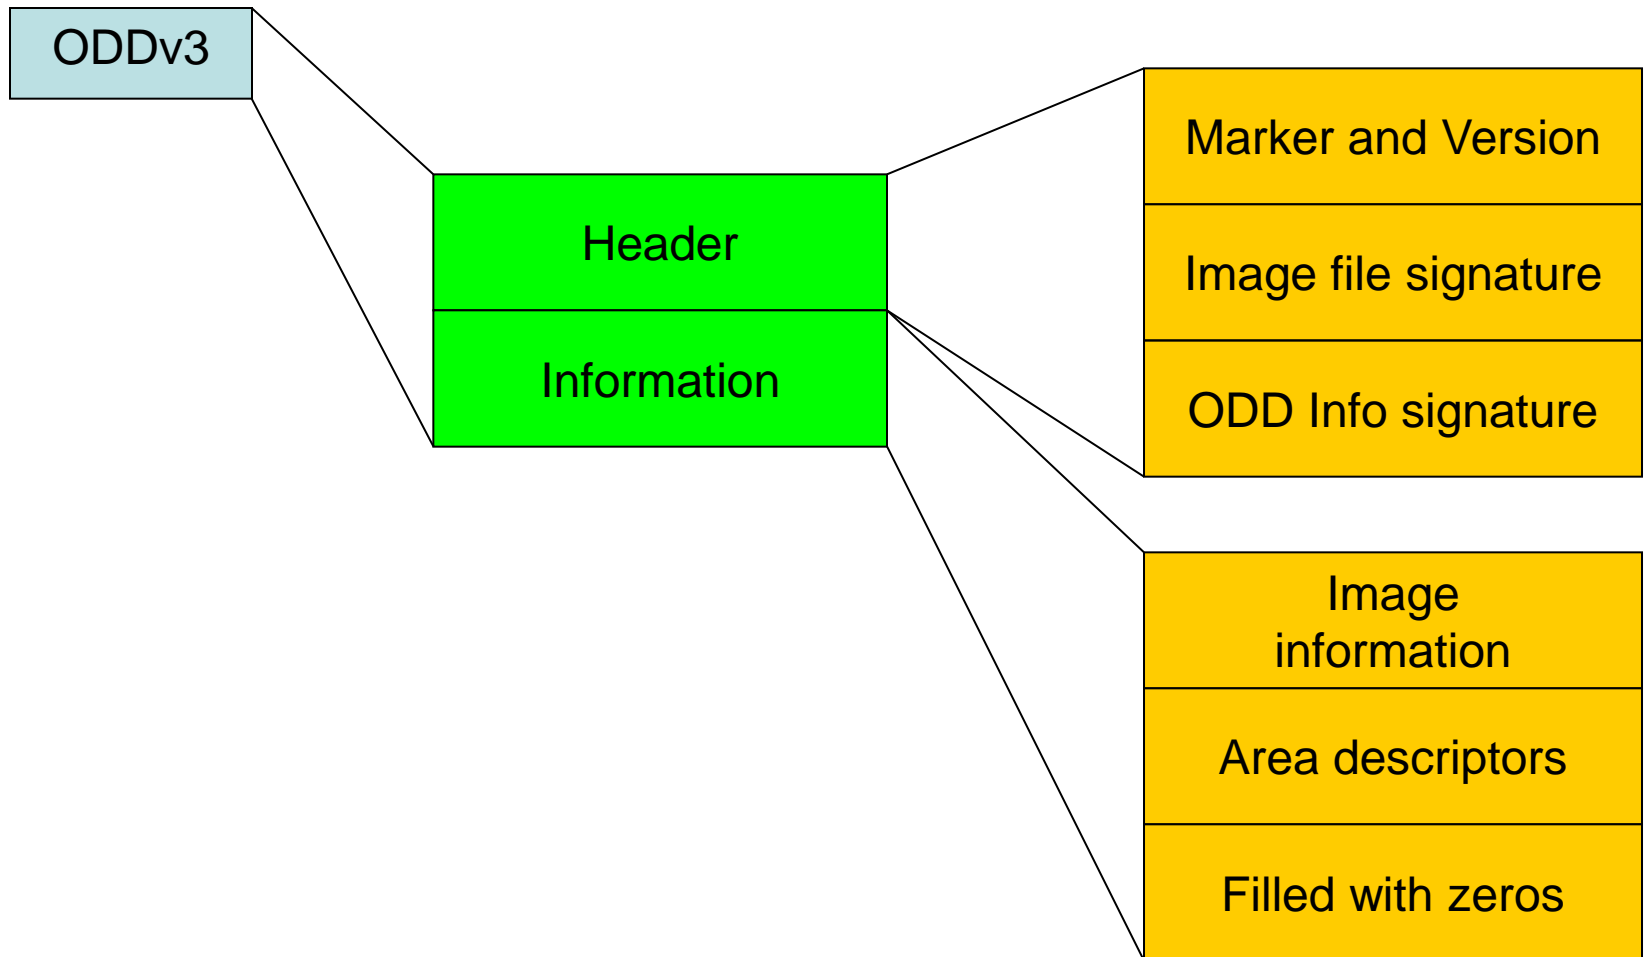 ODDv3
Header
Information
Marker and Version
Image file signature
ODD Info signature
Image
information
Area descriptors
Filled with zeros